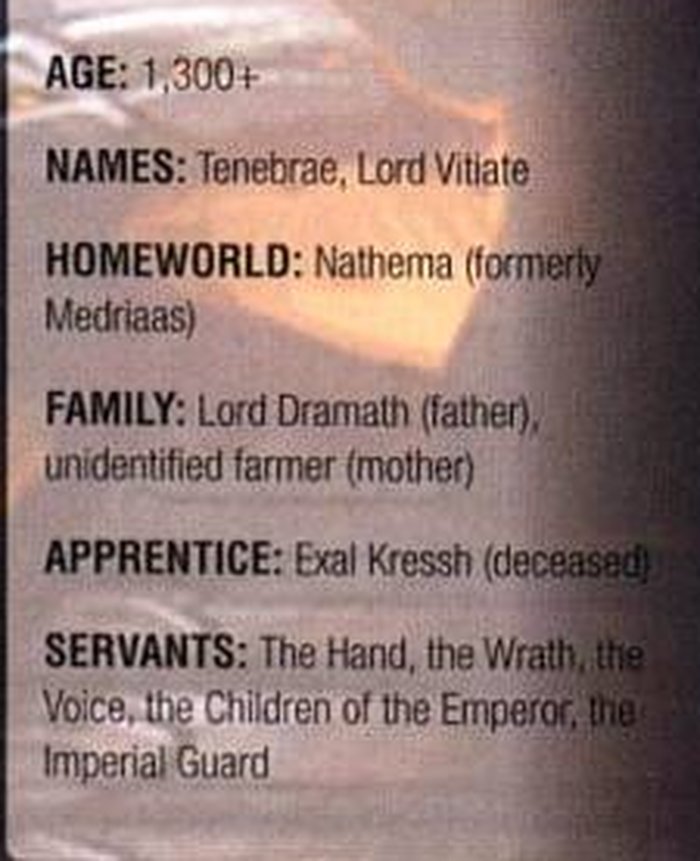 AGE: 1,300+
NAMES: Tenebrae, Lord Vitiate
HOMEWORLD: Nathema (formerly
Medriaas)
FAMILY: Lord Dramath (father),
unidentified farmer (mother)
APPRENTICE: Exal Kressh (deceased)
SERVANTS: The Hand, the Wrath, the
Voice, the Children of the Emperor, the
Imperial Guard